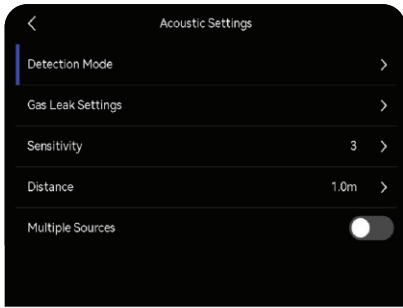 Acoustic Settings
Detection Mode
Gas Leak Settings
Sensitivity 3
Distance 1.0m
Multiple Sources